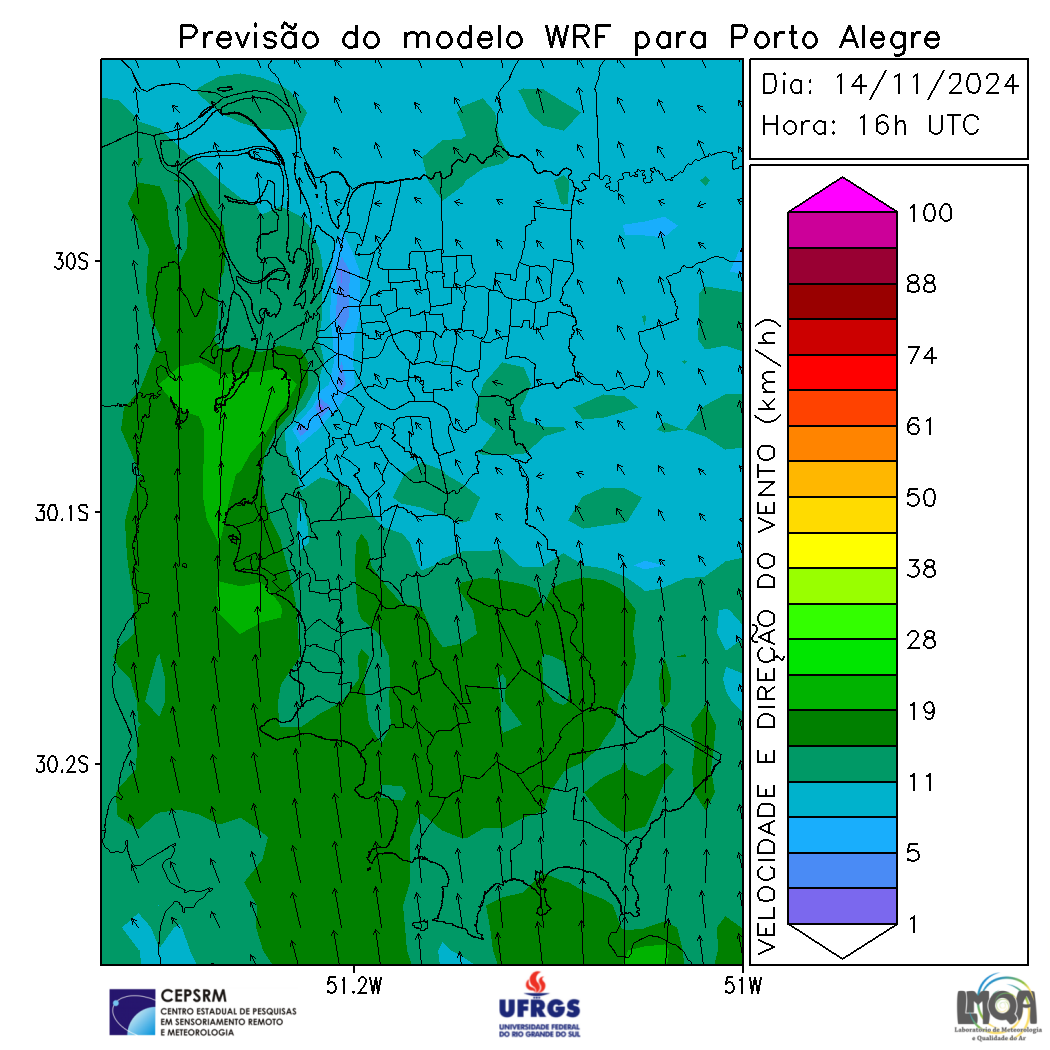 Previsão do modelo WRF para Porto Alegre
Dia: 14/11/2024
Hora: 16h UTC
30S
30.1S
30.2S
51.2W
51W
VELOCIDADE E DIREÇÃO DO VENTO (km/h)
100
88
74
61
50
38
28
19
11
5
1
CEPSRM
CENTRO ESTADUAL DE PESQUISAS
EM SENSORIAMENTO REMOTO
E METEOROLOGIA
UFRGS
UNIVERSIDADE FEDERAL
DO RIO GRANDE DO SUL
LMQA
Laboratório de Meteorologia
e Qualidade do Ar